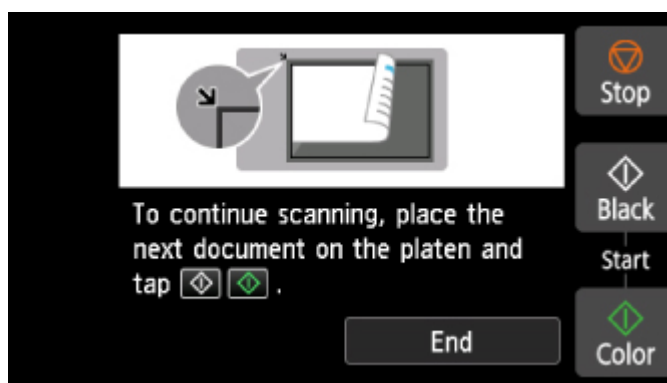 Stop
Black
Start
Color
To continue scanning, place the
next document on the platen and
tap .
End